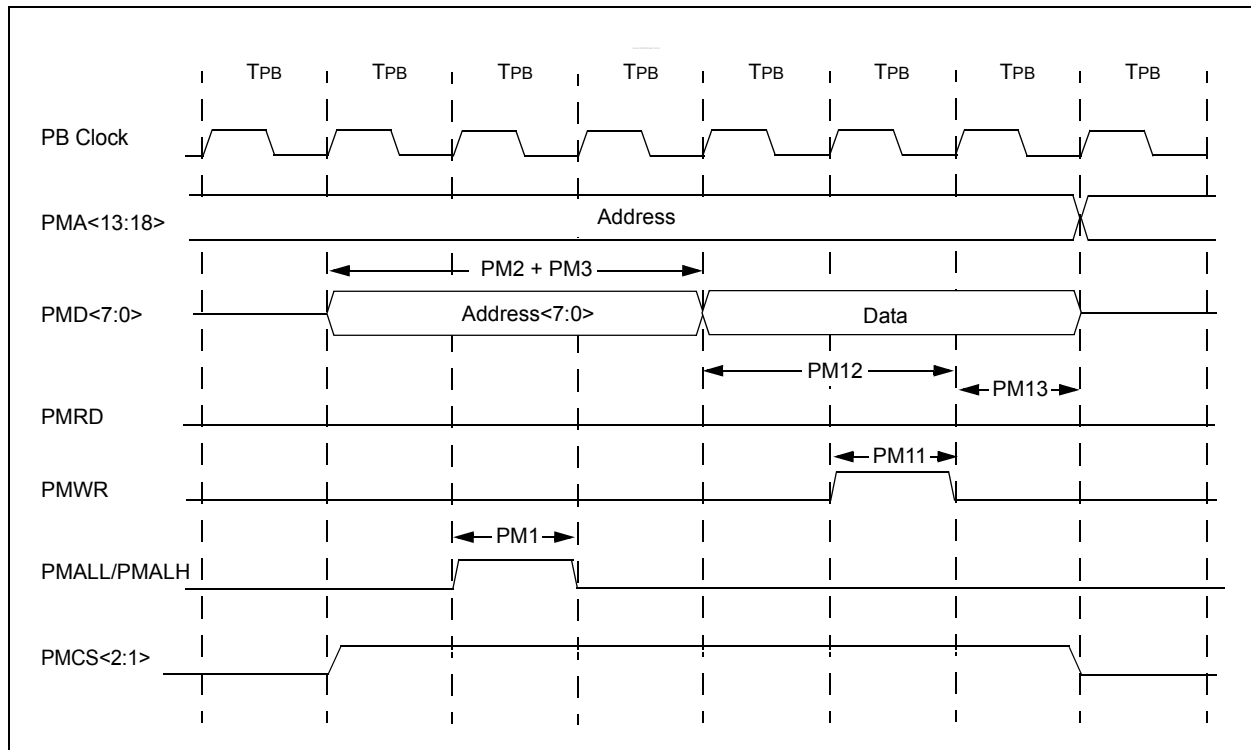 TPB TPB TPB TPB TPB TPB TPB TPB
PB Clock
PMA<13:18>
Address
PM2 + PM3
PMD<7:0>
Address<7:0>
Data
PM12
PM13
PMRD
PM11
PMWR
PM1
PMALL/PMALH
PMCS<2:1>